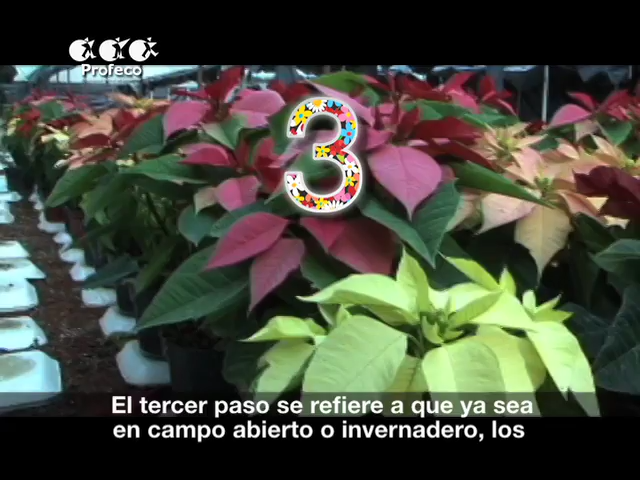 Profeco
3
El tercer paso se refiere a que ya sea
en campo abierto o invernadero, los